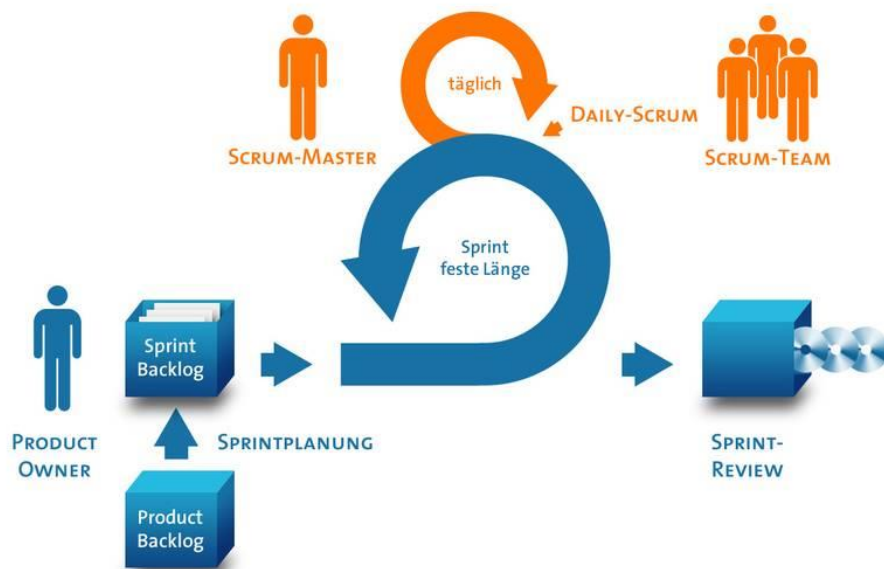 täglich
DAILY-SCRUM
SCRUM-MASTER
SCRUM-TEAM
Sprint
feste Länge
Sprint
Backlog
PRODUCT
OWNER
SPRINTPLANUNG
SPRINT-
REVIEW
Product
Backlog